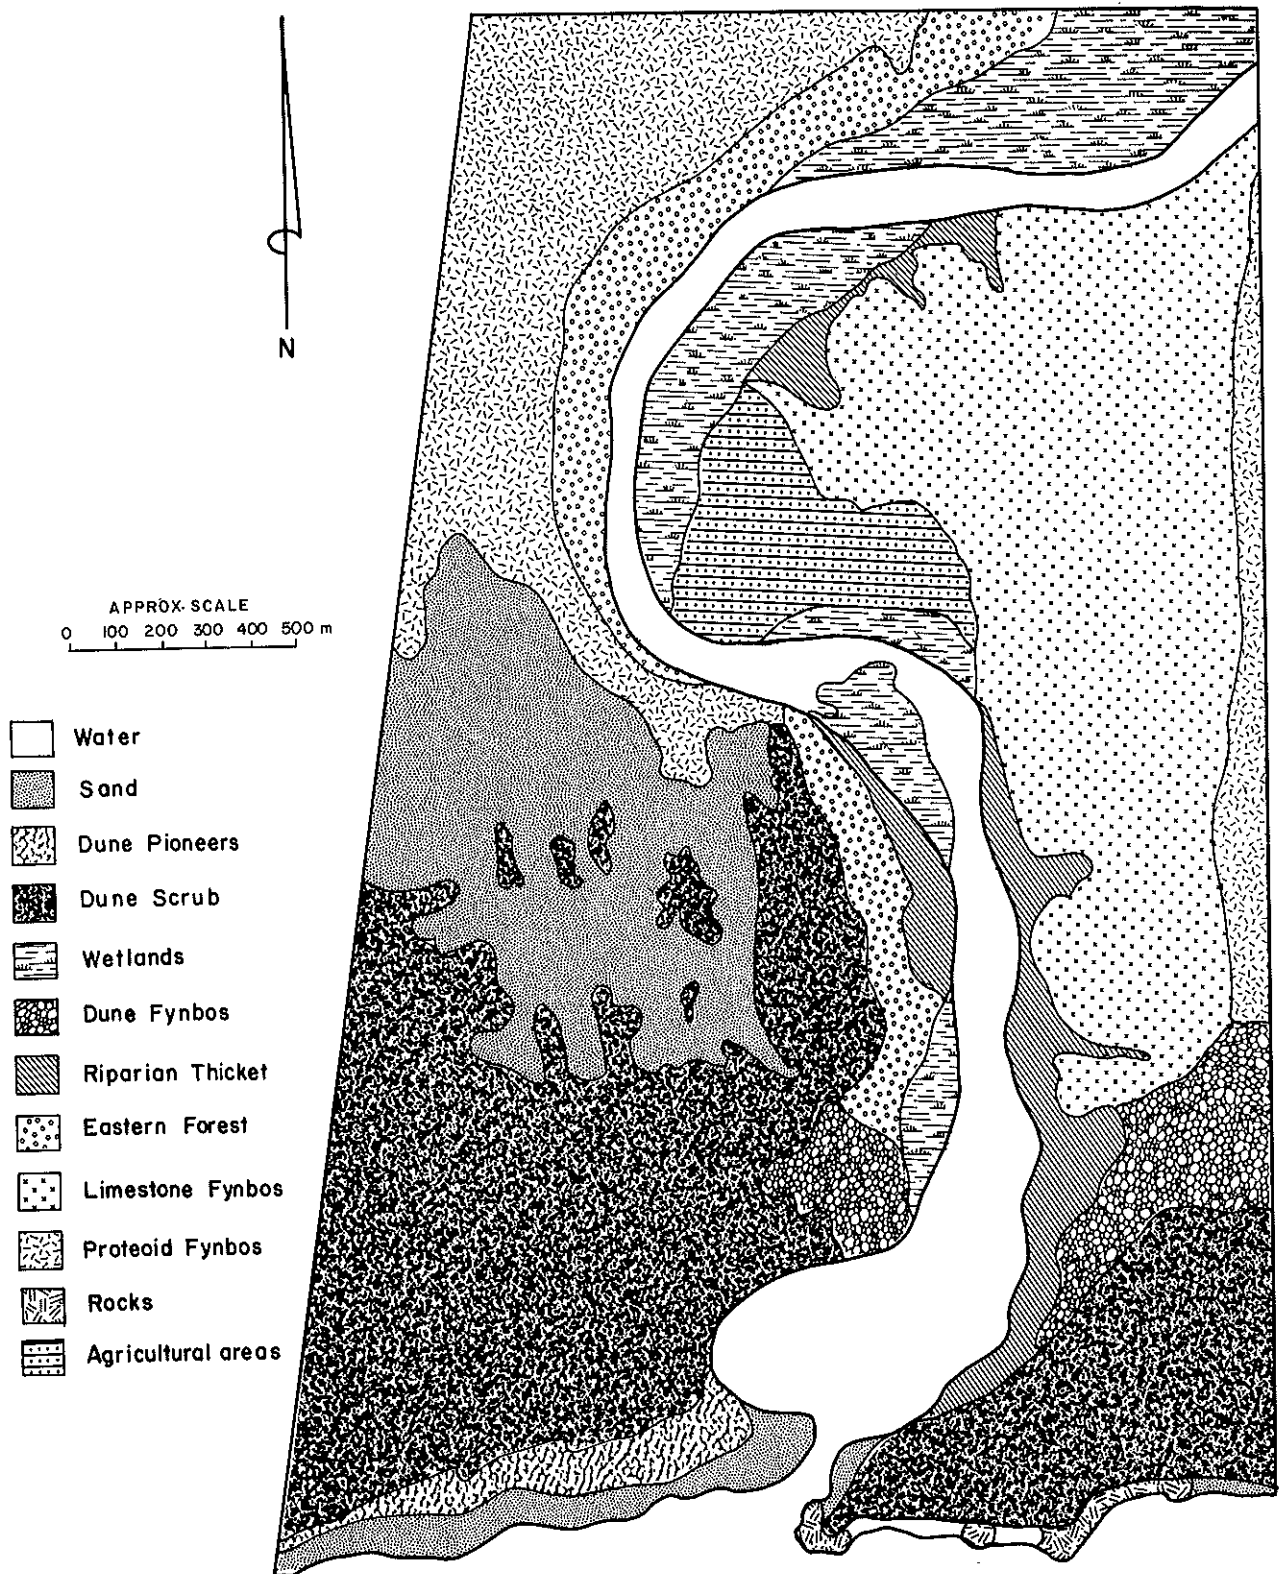 N
APPROX. SCALE
0 100 200 300 400 500 m
Water
Sand
Dune Pioneers
Dune Scrub
Wetlands
Dune Fynbos
Riparian Thicket
Eastern Forest
Limestone Fynbos
Proteoid Fynbos
Rocks
Agricultural areas